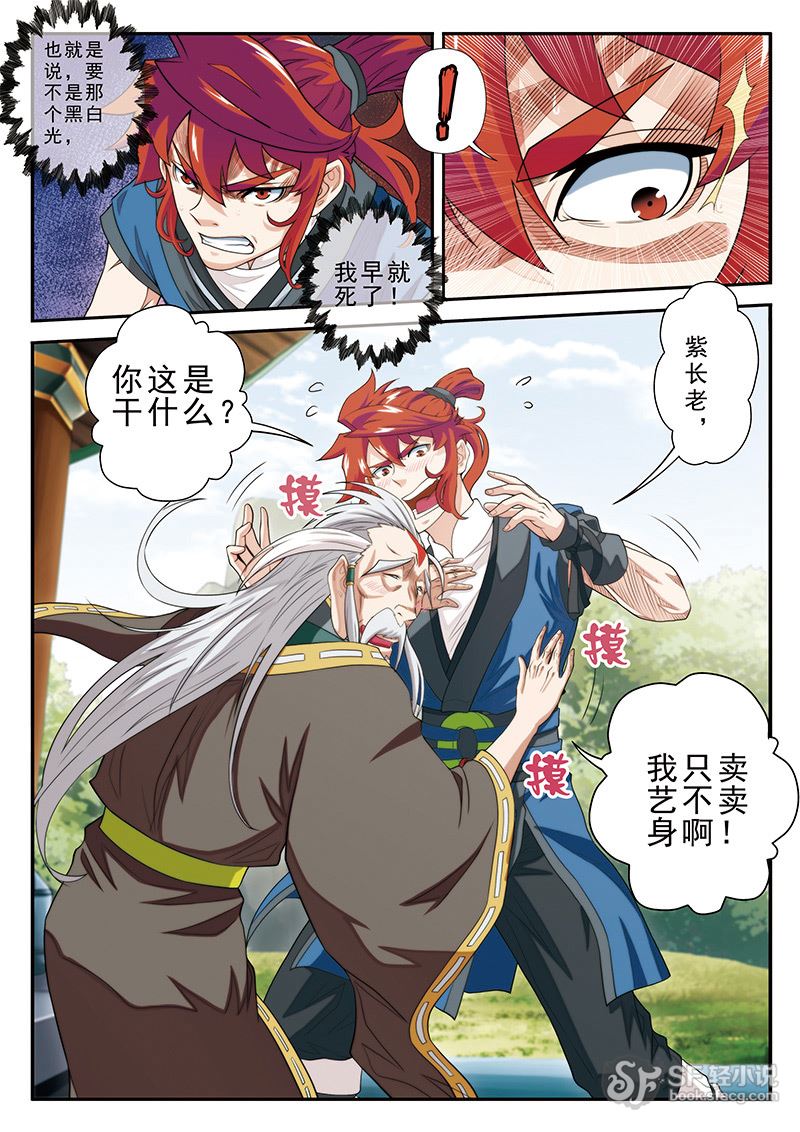 也就是
说，要
不是那
个黑白
光，
！
我早就
死了！
紫长老，
你这是
干什么？
摸
摸
摸
我只卖
艺不卖
身啊！
SF轻小说
book.sfacg.com